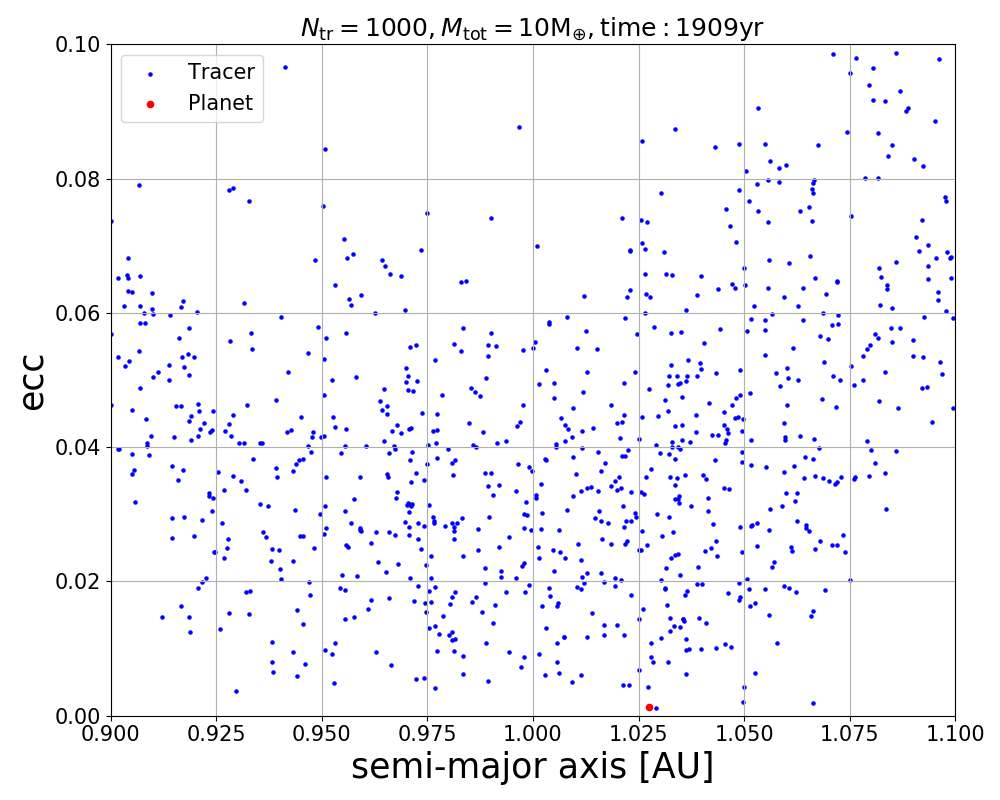 N_tr = 1000, M_tot = 10M_⊕, time : 1909yr
Tracer
Planet
ecc
0.10
0.08
0.06
0.04
0.02
0.00
0.900 0.925 0.950 0.975 1.000 1.025 1.050 1.075 1.100
semi-major axis [AU]